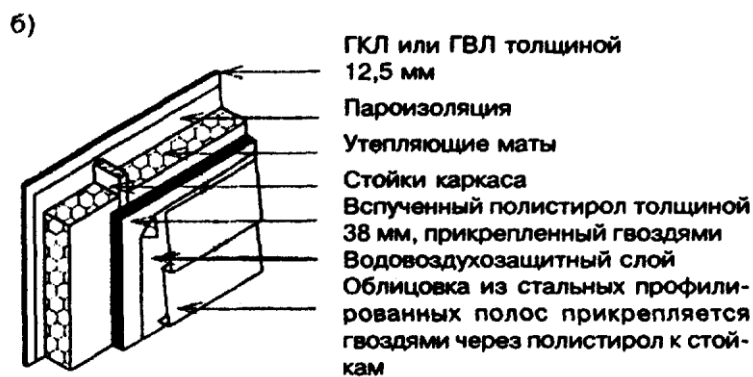 б)
ГКЛ или ГВЛ толщиной
12,5 мм
Пароизоляция
Утепляющие маты
Стойки каркаса
Вспученный полистирол толщиной
38 мм, прикрепленный гвоздями
Водовоздухозащитный слой
Облицовка из стальных профили-
рованных полос прикрепляется
гвоздями через полистирол к стой-
кам